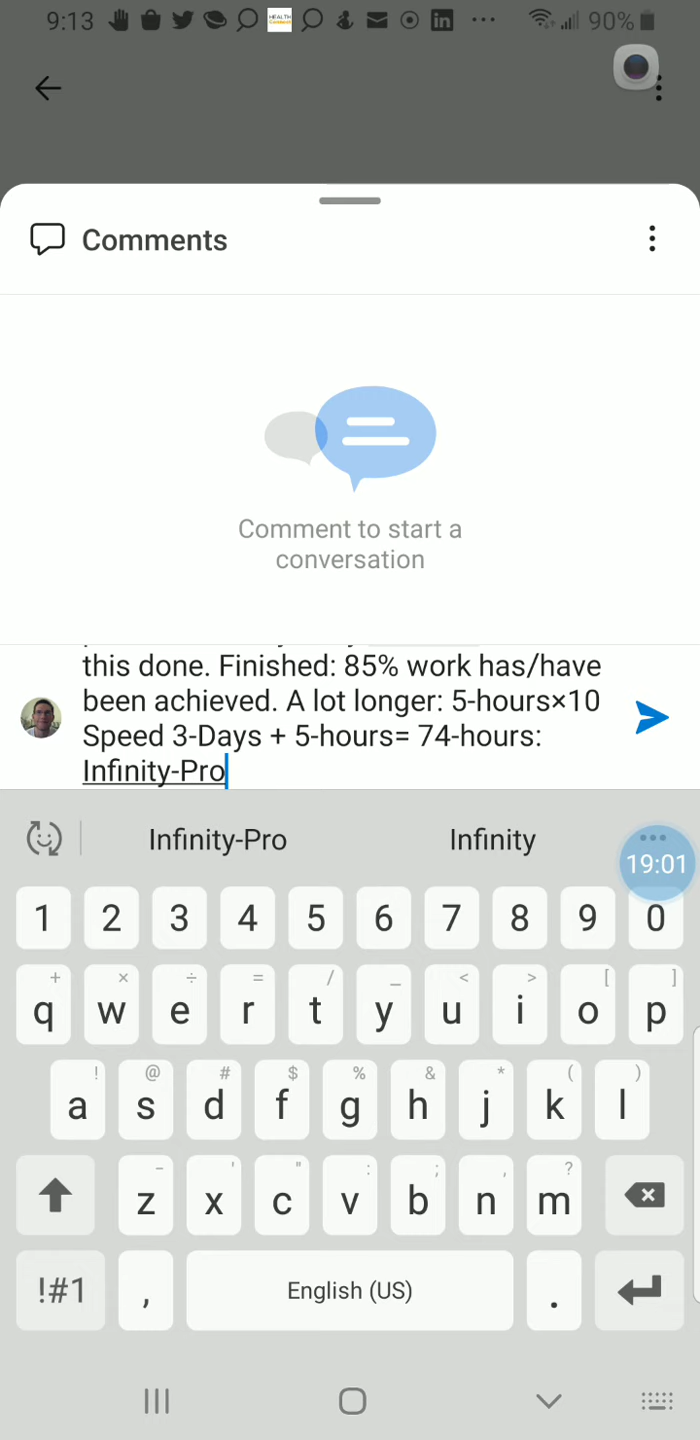 9:13
HEALTH
90%
Comments
Comment to start a
conversation
this done. Finished: 85% work has/have
been achieved. A lot longer: 5-hours×10
Speed 3-Days + 5-hours= 74-hours:
Infinity-Pro
Infinity-Pro Infinity
19:01
1 2 3 4 5 6 7 8 9 0
+ × ÷ = / _ < > [ ]
q w e r t y u i o p
! @ # $ % & * ( )
a s d f g h j k l
- ' " : ; , ?
z x c v b n m
!#1 , English (US) .